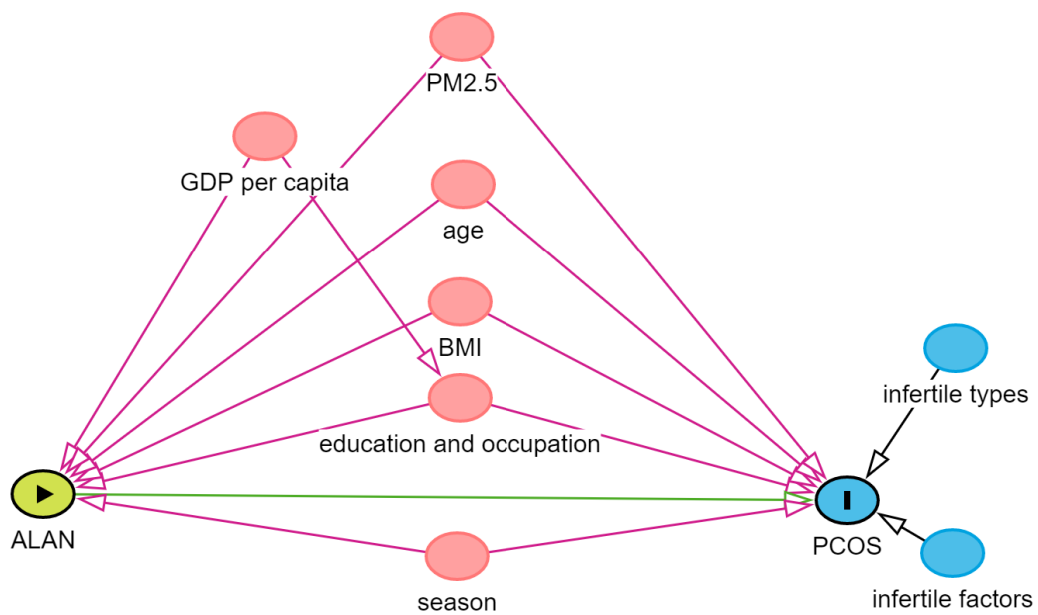 PM2.5
GDP per capita
age
BMI
infertile types
education and occupation
ALAN
PCOS
season
infertile factors